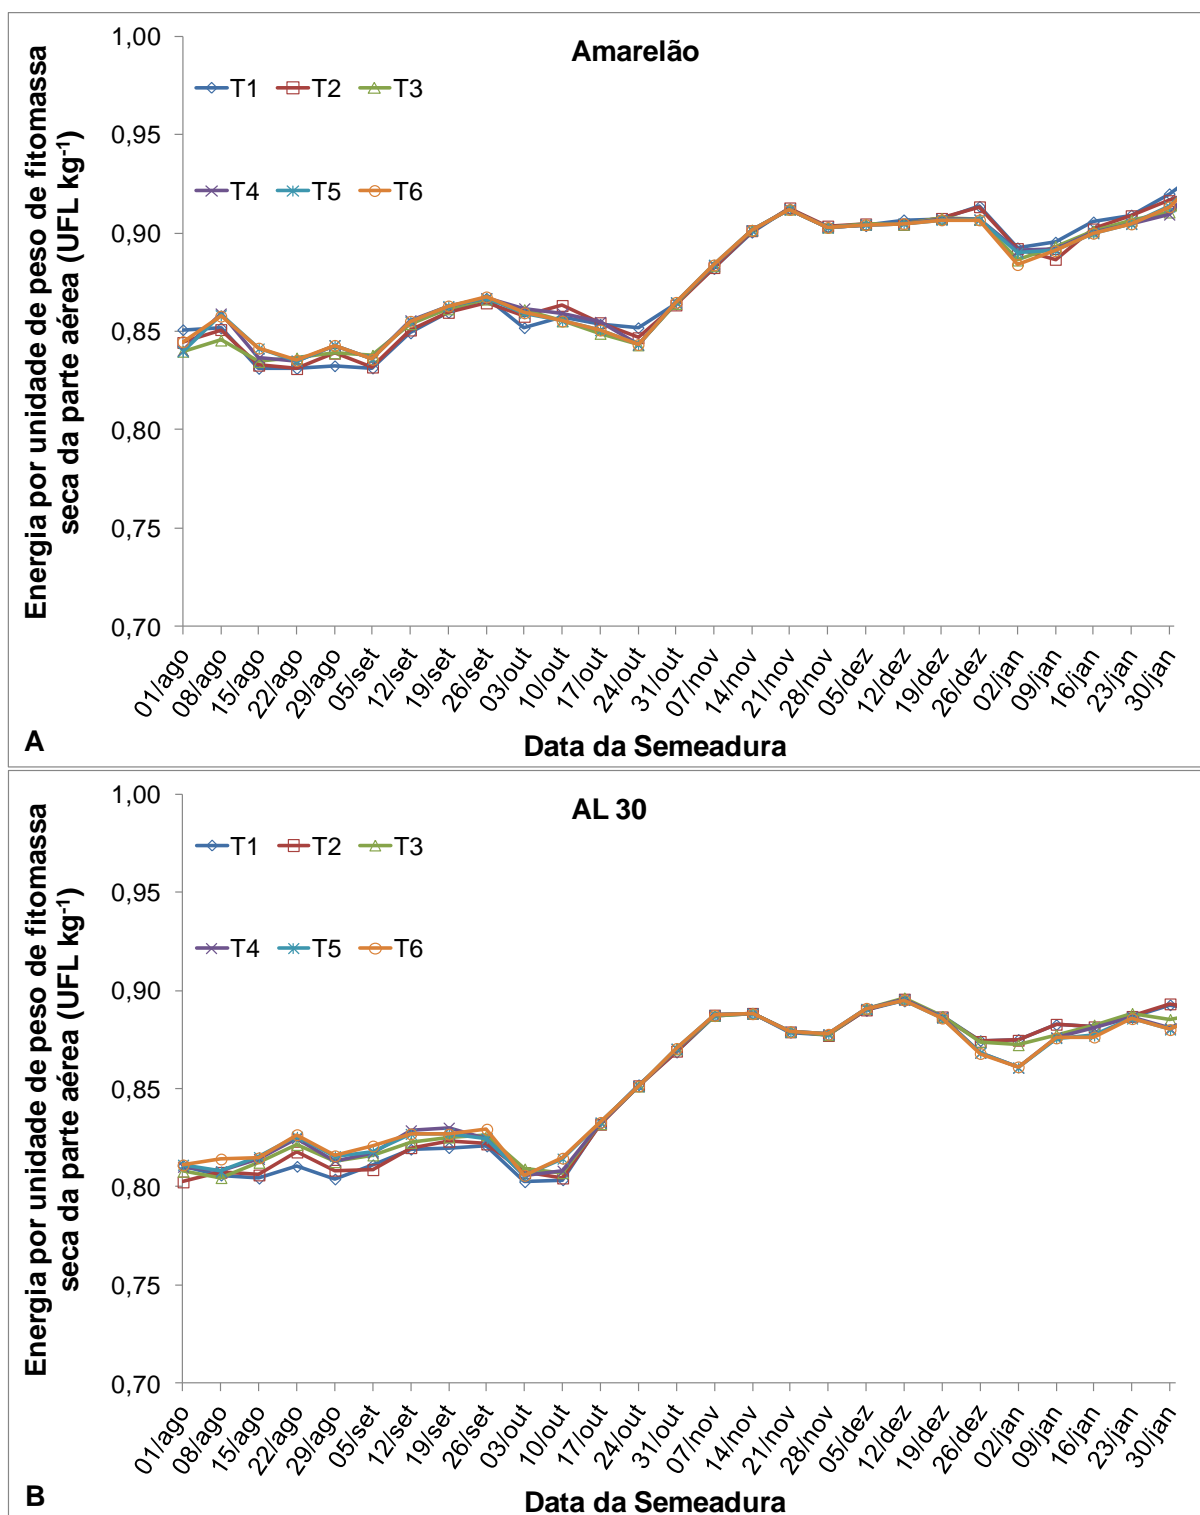 Amarelão
Energia por unidade de peso de fitomassa
seca da parte aérea (UFL kg⁻¹)
1,00
0,95
0,90
0,85
0,80
0,75
0,70
T1 T2 T3
T4 T5 T6
01/ago
08/ago
15/ago
22/ago
29/ago
05/set
12/set
19/set
26/set
03/out
10/out
17/out
24/out
31/out
07/nov
14/nov
21/nov
28/nov
05/dez
12/dez
19/dez
26/dez
02/jan
09/jan
16/jan
23/jan
30/jan
A
Data da Semeadura
AL 30
Energia por unidade de peso de fitomassa
seca da parte aérea (UFL kg⁻¹)
1,00
0,95
0,90
0,85
0,80
0,75
0,70
T1 T2 T3
T4 T5 T6
01/ago
08/ago
15/ago
22/ago
29/ago
05/set
12/set
19/set
26/set
03/out
10/out
17/out
24/out
31/out
07/nov
14/nov
21/nov
28/nov
05/dez
12/dez
19/dez
26/dez
02/jan
09/jan
16/jan
23/jan
30/jan
B
Data da Semeadura